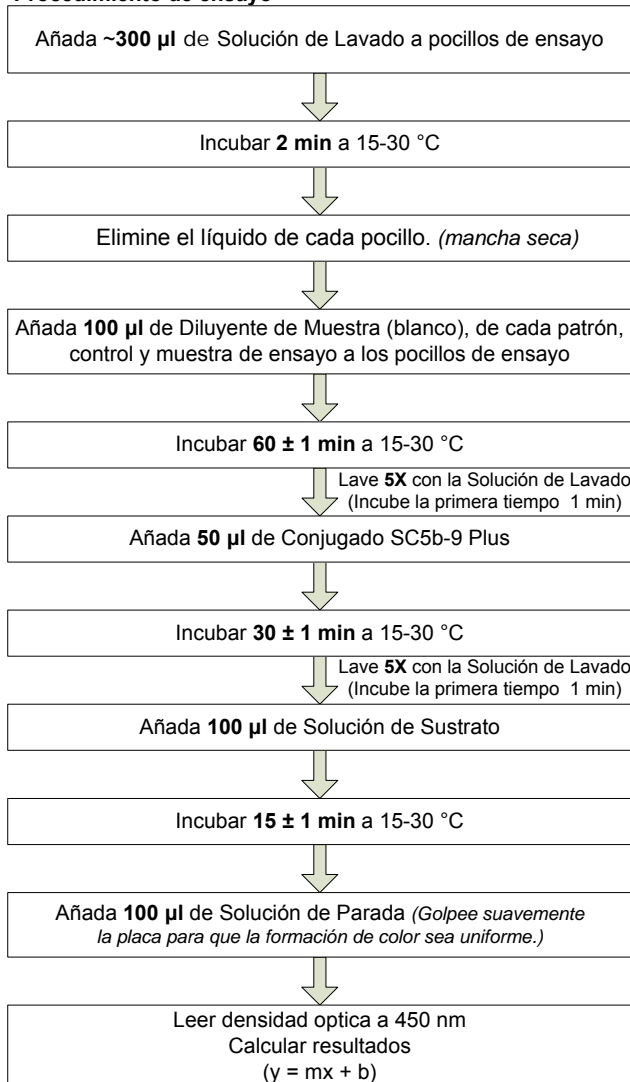 Procedimiento de ensayo
Añada ~300 µl de Solución de Lavado a pocillos de ensayo
Incubar 2 min a 15-30 °C
Elimine el líquido de cada pocillo. (mancha seca)
Añada 100 µl de Diluyente de Muestra (blanco), de cada patrón,
control y muestra de ensayo a los pocillos de ensayo
Incubar 60 ± 1 min a 15-30 °C
Lave 5X con la Solución de Lavado
(Incube la primera tiempo 1 min)
Añada 50 µl de Conjugado SC5b-9 Plus
Incubar 30 ± 1 min a 15-30 °C
Lave 5X con la Solución de Lavado
(Incube la primera tiempo 1 min)
Añada 100 µl de Solución de Sustrato
Incubar 15 ± 1 min a 15-30 °C
Añada 100 µl de Solución de Parada (Golpee suavemente
la placa para que la formación de color sea uniforme.)
Leer densidad optica a 450 nm
Calcular resultados
(y = mx + b)